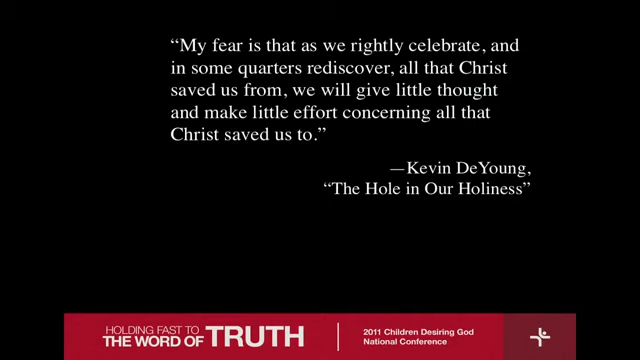 “My fear is that as we rightly celebrate, and
in some quarters rediscover, all that Christ
saved us from, we will give little thought
and make little effort concerning all that
Christ saved us to.”
—Kevin DeYoung,
“The Hole in Our Holiness”
HOLDING FAST TO
THE WORD OF TRUTH
2011 Children Desiring God
National Conference